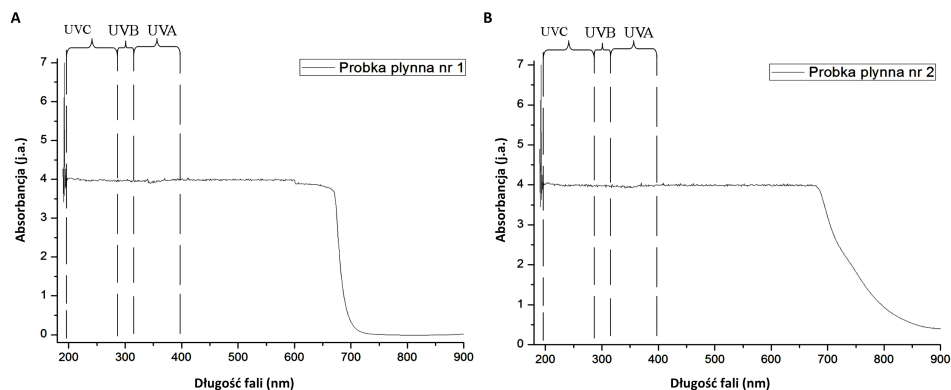 A
UVC UVB UVA
Probka plynna nr 1
7
6
5
4
3
2
1
0
Absorbancja (j.a.)
200 300 400 500 600 700 800 900
Długość fali (nm)
B
UVC UVB UVA
Probka plynna nr 2
7
6
5
4
3
2
1
0
Absorbancja (j.a.)
200 300 400 500 600 700 800 900
Długość fali (nm)